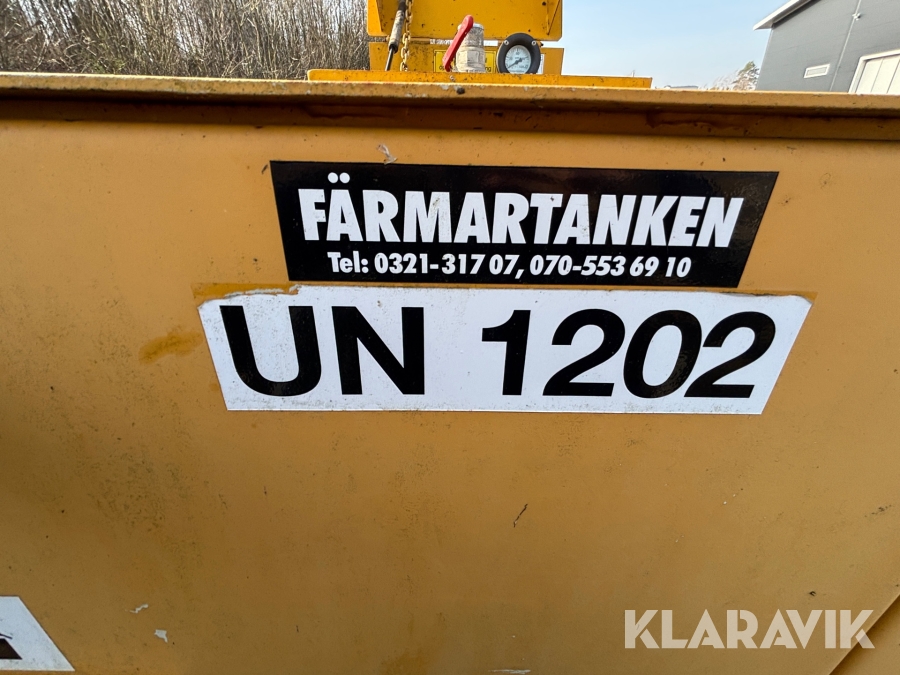 FÄRMARTANKEN
Tel: 0321-317 07, 070-553 69 10
UN 1202
KLARAVIK